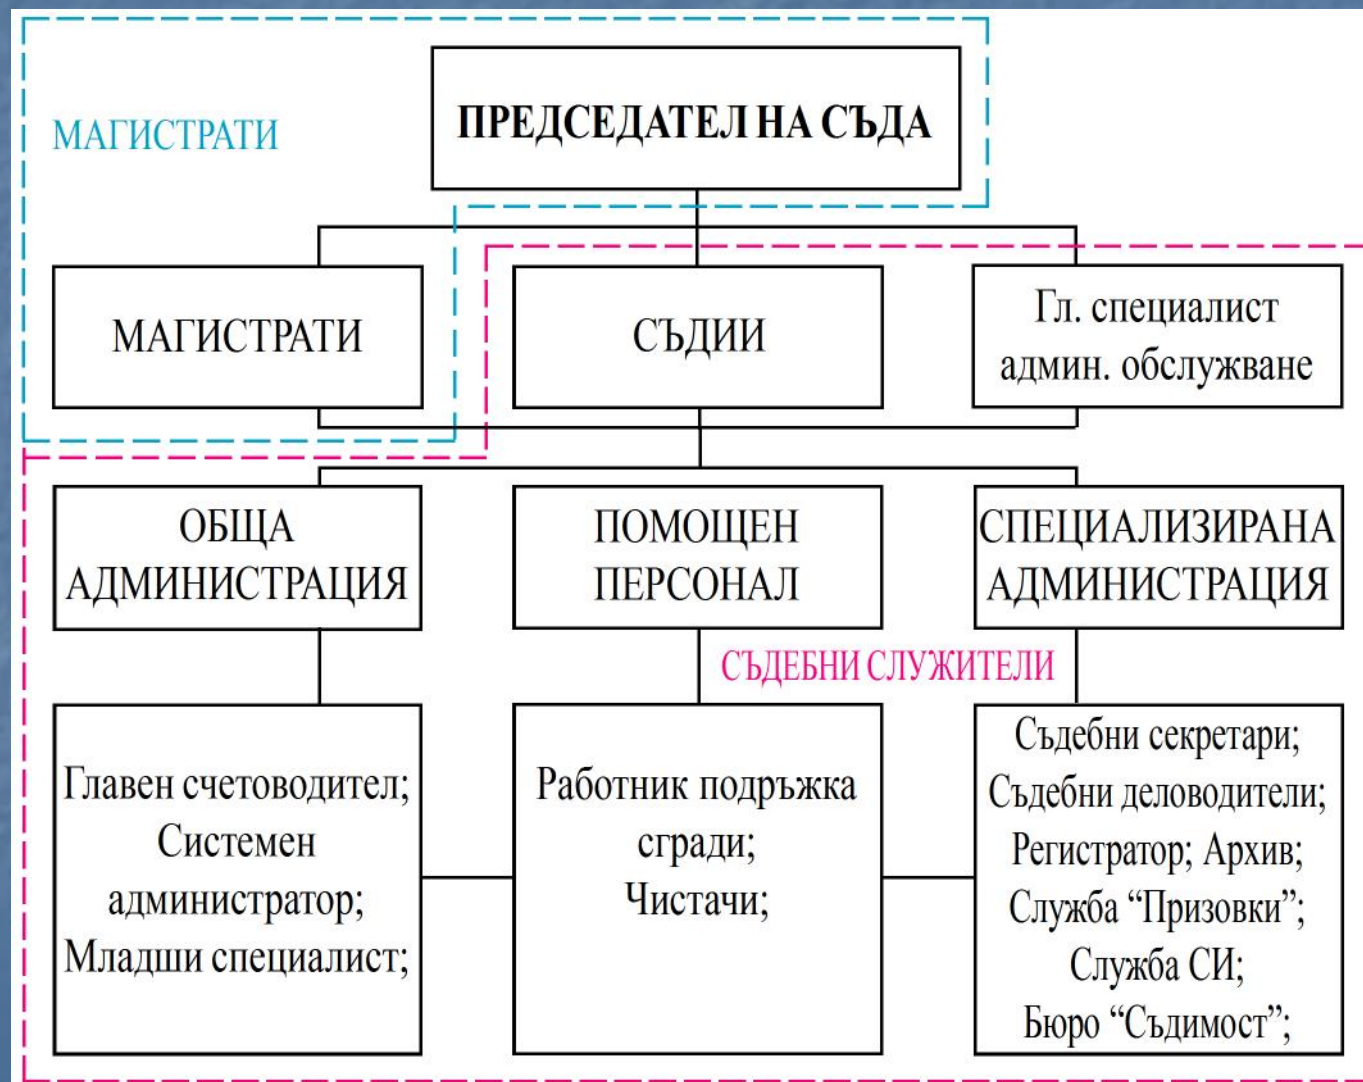 МАГИСТРАТИ
ПРЕДСЕДАТЕЛ НА СЪДА
МАГИСТРАТИ
СЪДИИ
Гл. специалист
админ. обслужване
ОБЩА
АДМИНИСТРАЦИЯ
ПОМОЩЕН
ПЕРСОНАЛ
СПЕЦИАЛИЗИРАНА
АДМИНИСТРАЦИЯ
СЪДЕБНИ СЛУЖИТЕЛИ
Главен счетоводител;
Системен
администратор;
Младши специалист;
Работник подръжка
сгради;
Чистачи;
Съдебни секретари;
Съдебни деловодители;
Регистратор; Архив;
Служба “Призовки”;
Служба СИ;
Бюро “Съдимост”;